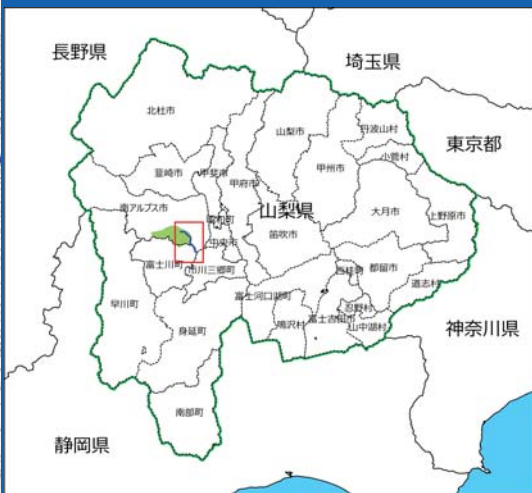 長野県
埼玉県
北杜市
山梨市
丹波山村
小菅村
東京都
韮崎市
甲斐市
甲府市
甲州市
南アルプス市
昭和町
山梨県
大月市
上野原市
中央市
笛吹市
富士川町
市川三郷町
西桂町
都留市
道志村
早川町
富士河口湖町
忍野村
鳴沢村
富士吉田市
山中湖村
身延町
神奈川県
南部町
静岡県